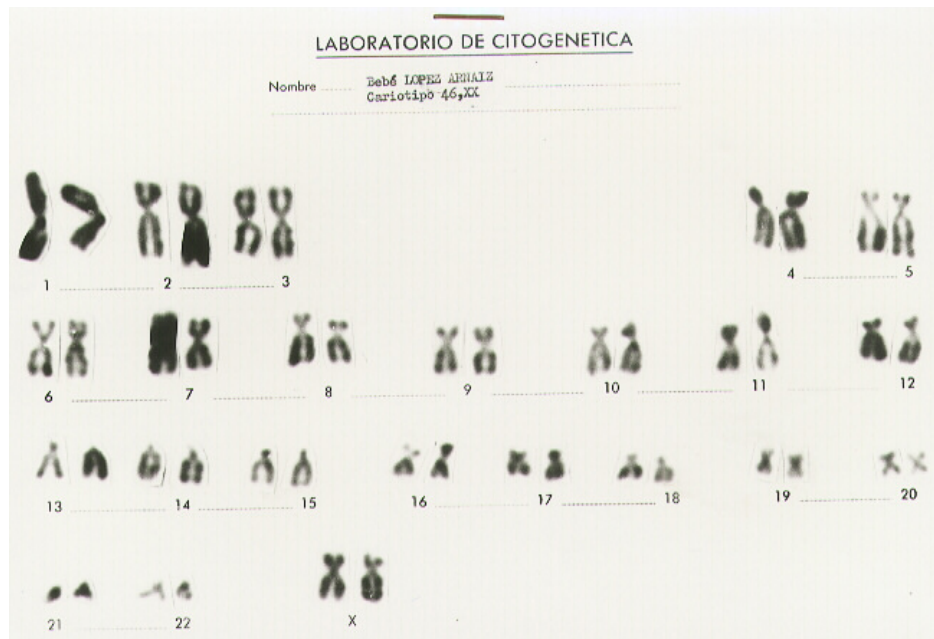 LABORATORIO DE CITOGENETICA
Nombre Bebé LOPEZ ARNAIZ
Cariotipo 46,XX
1 2 3 4 5
6 7 8 9 10 11 12
13 14 15 16 17 18 19 20
21 22 X